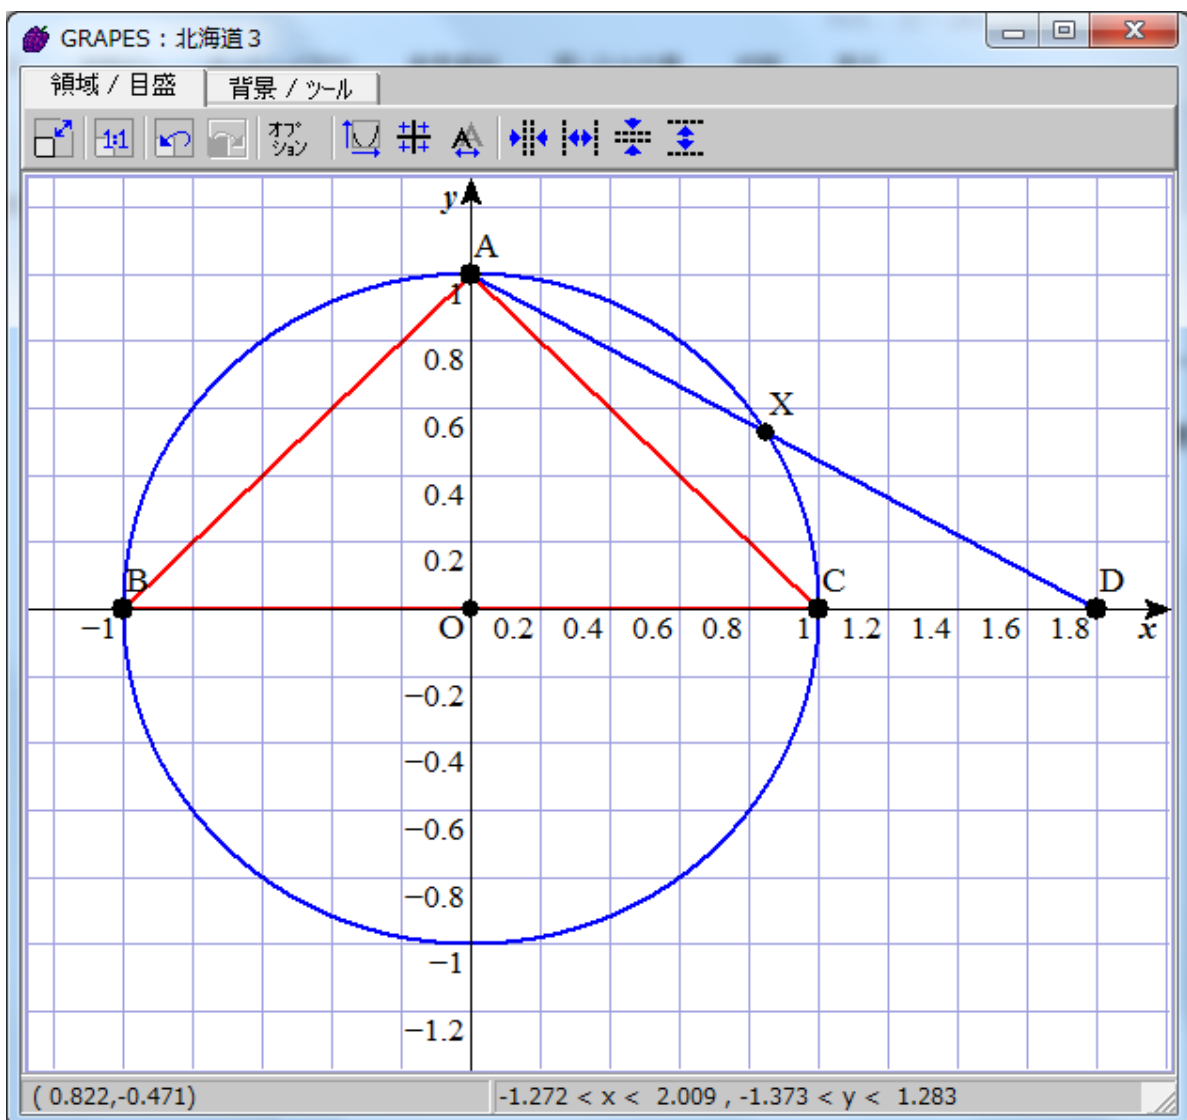 GRAPES : 北海道3
領域 / 目盛 背景 / ツール
1:1 オプション A
y
A
1
0.8
X
0.6
0.4
0.2
B C D
−1 O 0.2 0.4 0.6 0.8 1 1.2 1.4 1.6 1.8 x
−0.2
−0.4
−0.6
−0.8
−1
−1.2
( 0.822,-0.471) -1.272 < x < 2.009 , -1.373 < y < 1.283